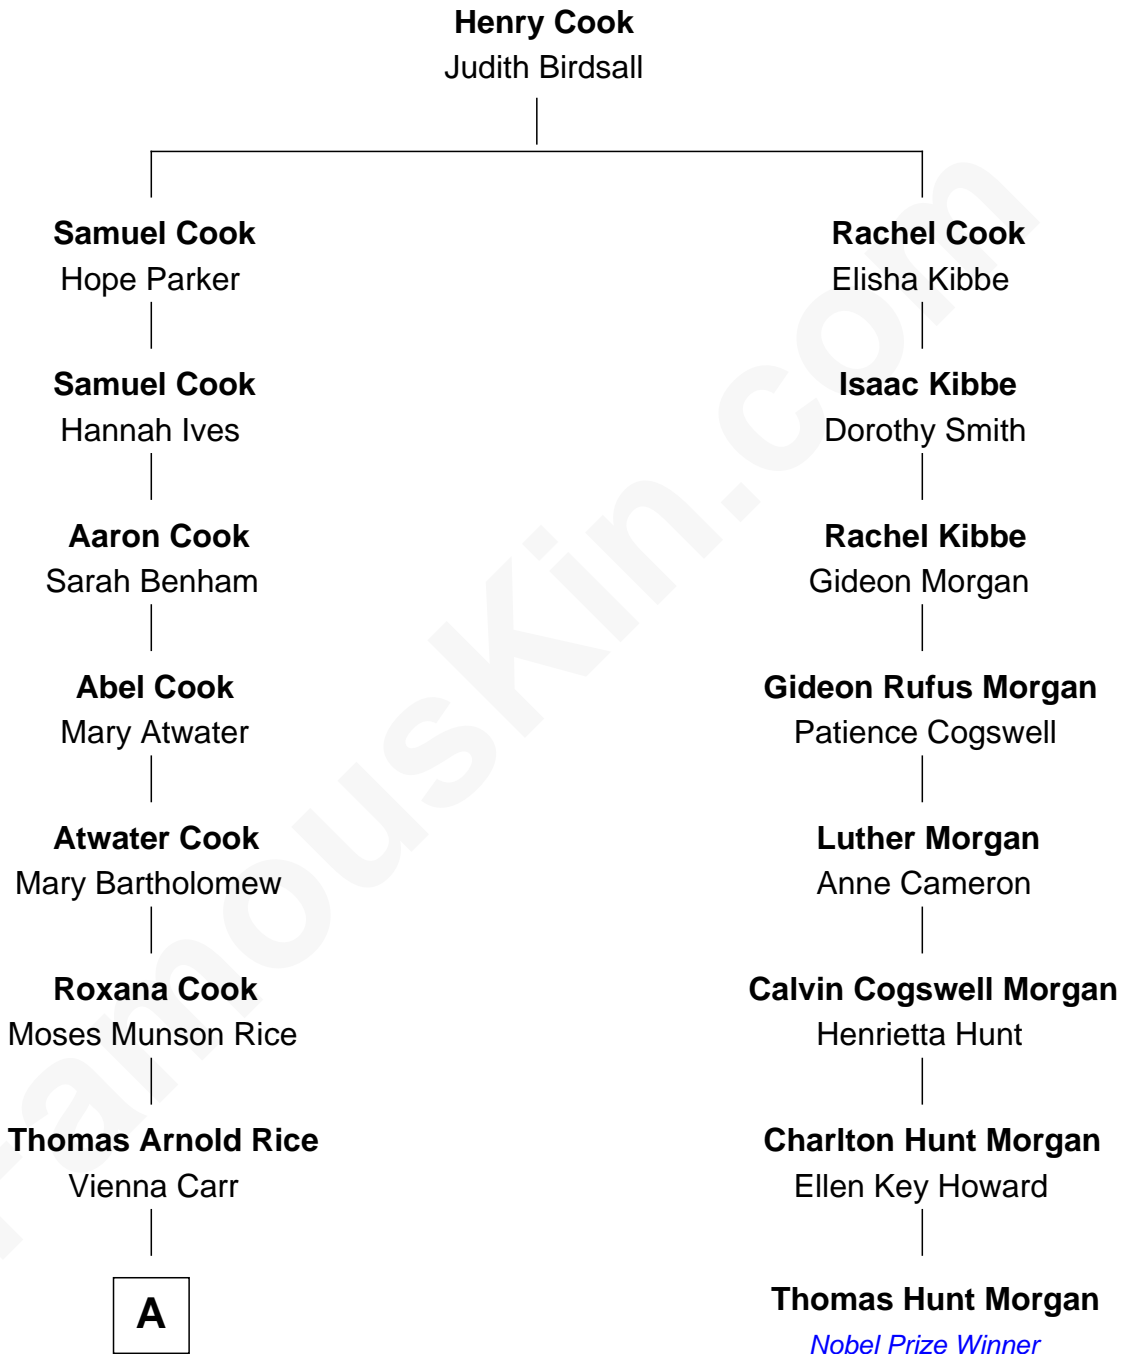 Henry Cook
Judith Birdsall
Samuel Cook
Hope Parker
Rachel Cook
Elisha Kibbe
Samuel Cook
Hannah Ives
Isaac Kibbe
Dorothy Smith
Aaron Cook
Sarah Benham
Rachel Kibbe
Gideon Morgan
Abel Cook
Mary Atwater
Gideon Rufus Morgan
Patience Cogswell
Atwater Cook
Mary Bartholomew
Luther Morgan
Anne Cameron
Roxana Cook
Moses Munson Rice
Calvin Cogswell Morgan
Henrietta Hunt
Thomas Arnold Rice
Vienna Carr
Charlton Hunt Morgan
Ellen Key Howard
A
Thomas Hunt Morgan
Nobel Prize Winner
FamousKin.com